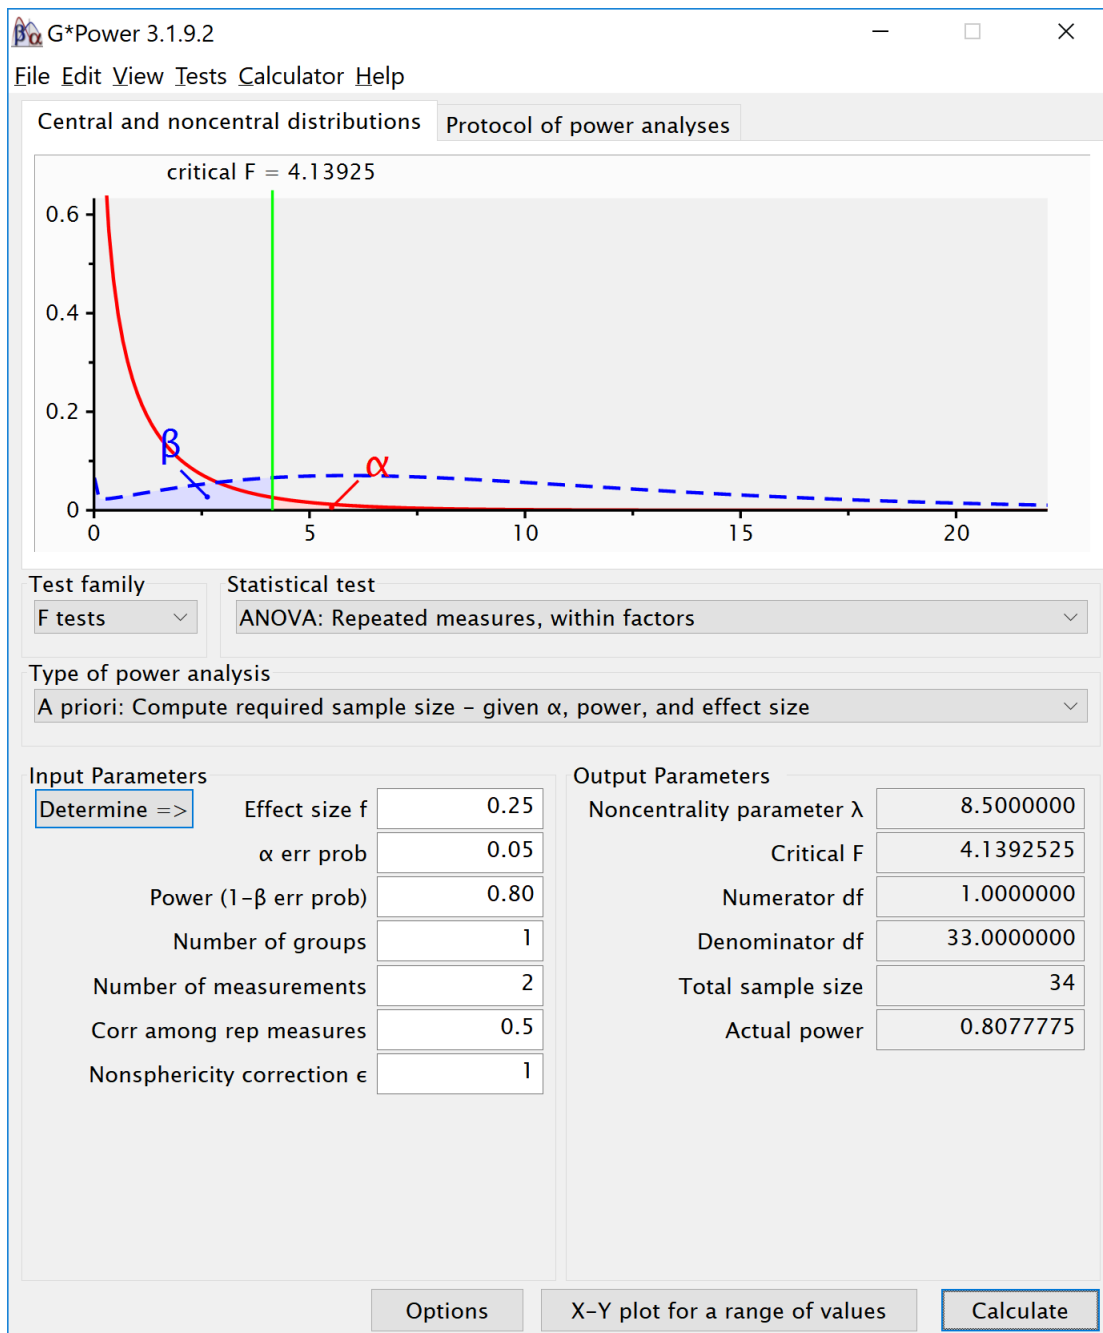 G*Power 3.1.9.2
File Edit View Tests Calculator Help
Central and noncentral distributions Protocol of power analyses
critical F = 4.13925
0.6
0.4
0.2
β α
0
0 5 10 15 20
Test family Statistical test
F tests ANOVA: Repeated measures, within factors
Type of power analysis
A priori: Compute required sample size – given α, power, and effect size
Input Parameters Output Parameters
Determine => Effect size f 0.25 Noncentrality parameter λ 8.5000000
α err prob 0.05 Critical F 4.1392525
Power (1–β err prob) 0.80 Numerator df 1.0000000
Number of groups 1 Denominator df 33.0000000
Number of measurements 2 Total sample size 34
Corr among rep measures 0.5 Actual power 0.8077775
Nonsphericity correction ϵ 1
Options X–Y plot for a range of values Calculate